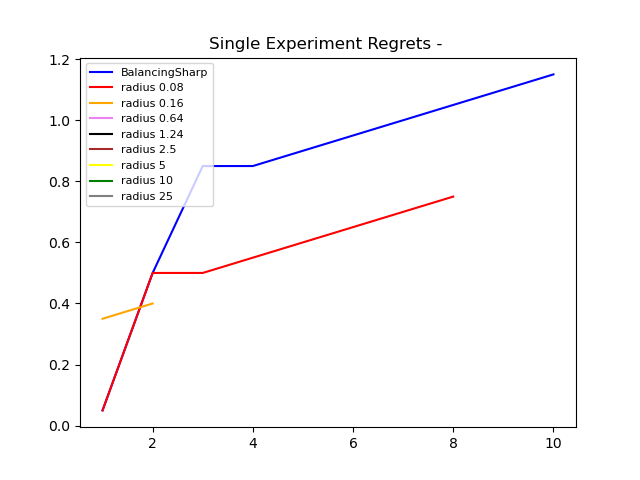 Single Experiment Regrets -
1.2
1.0
0.8
0.6
0.4
0.2
0.0
BalancingSharp
radius 0.08
radius 0.16
radius 0.64
radius 1.24
radius 2.5
radius 5
radius 10
radius 25
2 4 6 8 10